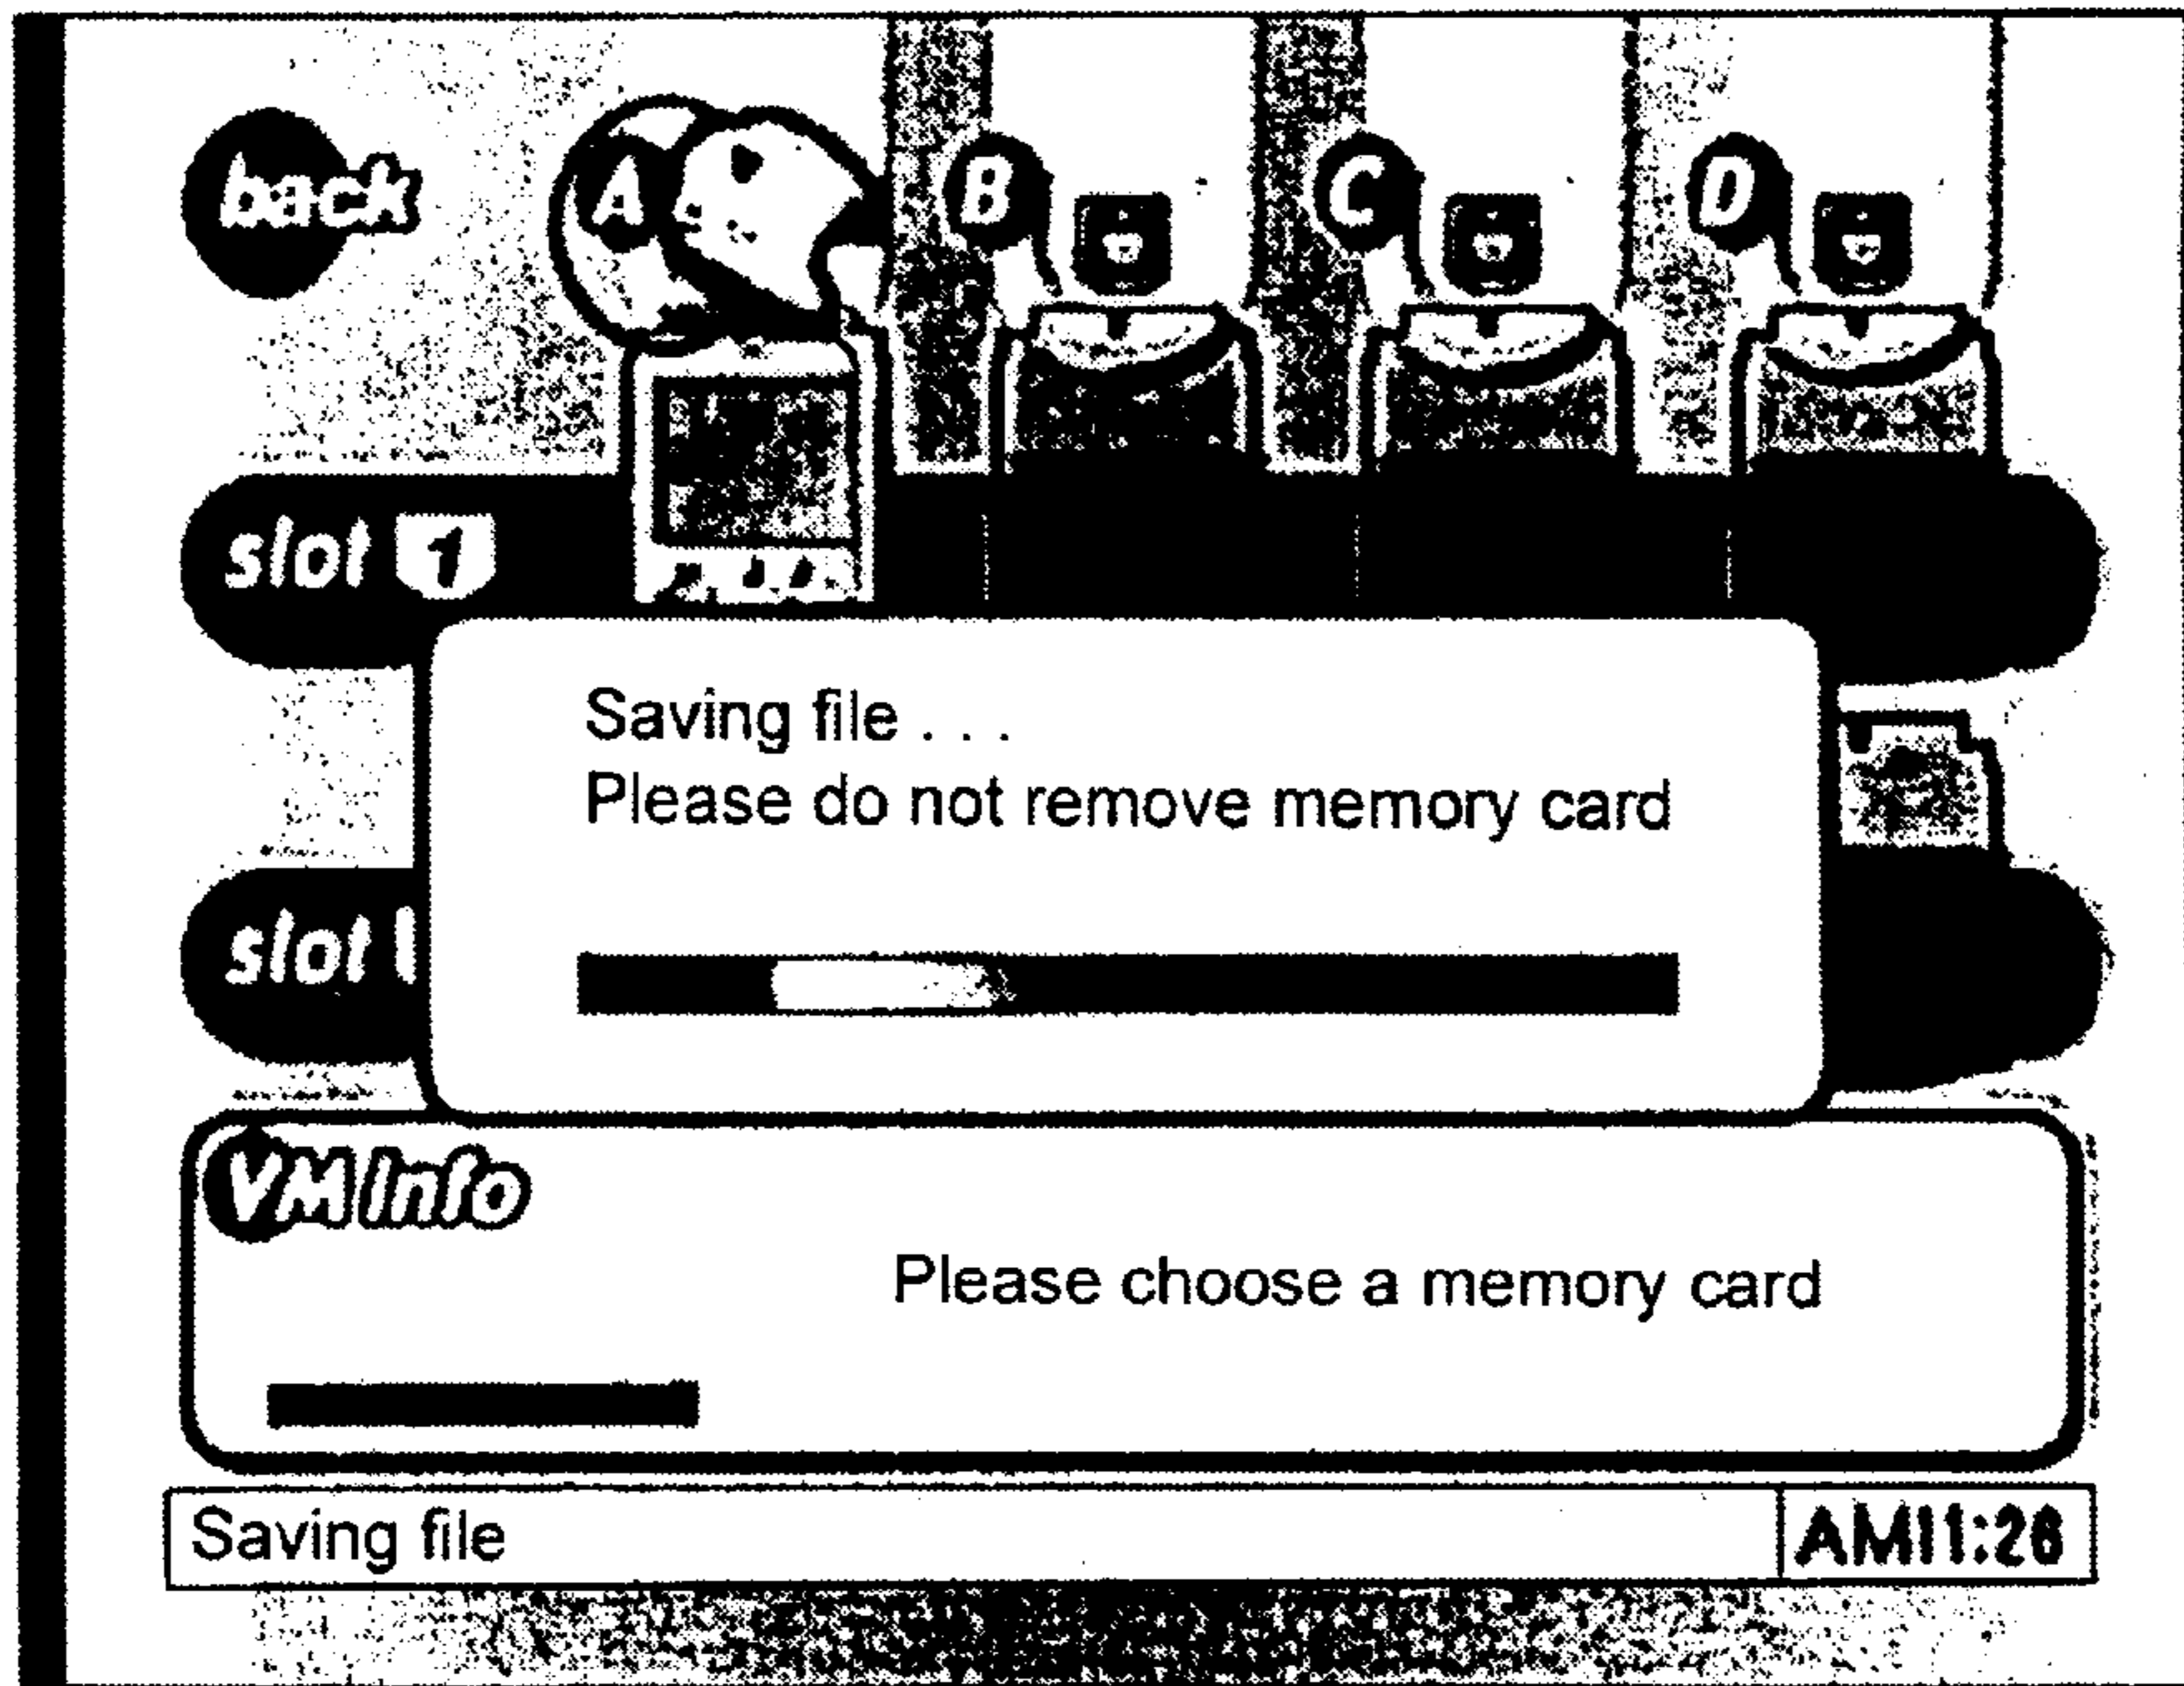 back
A
B
C
D
slot 1
Saving file . . .
Please do not remove memory card
slot
VM Info
Please choose a memory card
Saving file
AM11:26